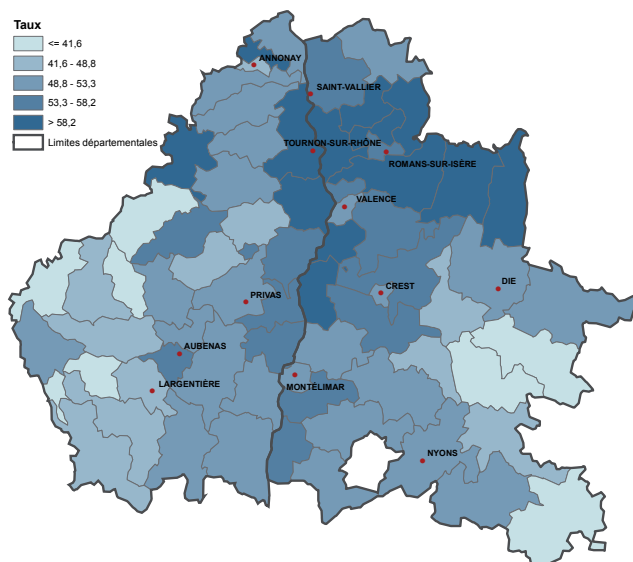 Taux
<= 41,6
41,6 - 48,8
48,8 - 53,3
53,3 - 58,2
> 58,2
Limites départementales
ANNONAY
SAINT-VALLIER
TOURNON-SUR-RHÔNE
ROMANS-SUR-ISÈRE
VALENCE
DIE
CREST
PRIVAS
AUBENAS
LARGENTIÈRE
MONTÉLIMAR
NYONS